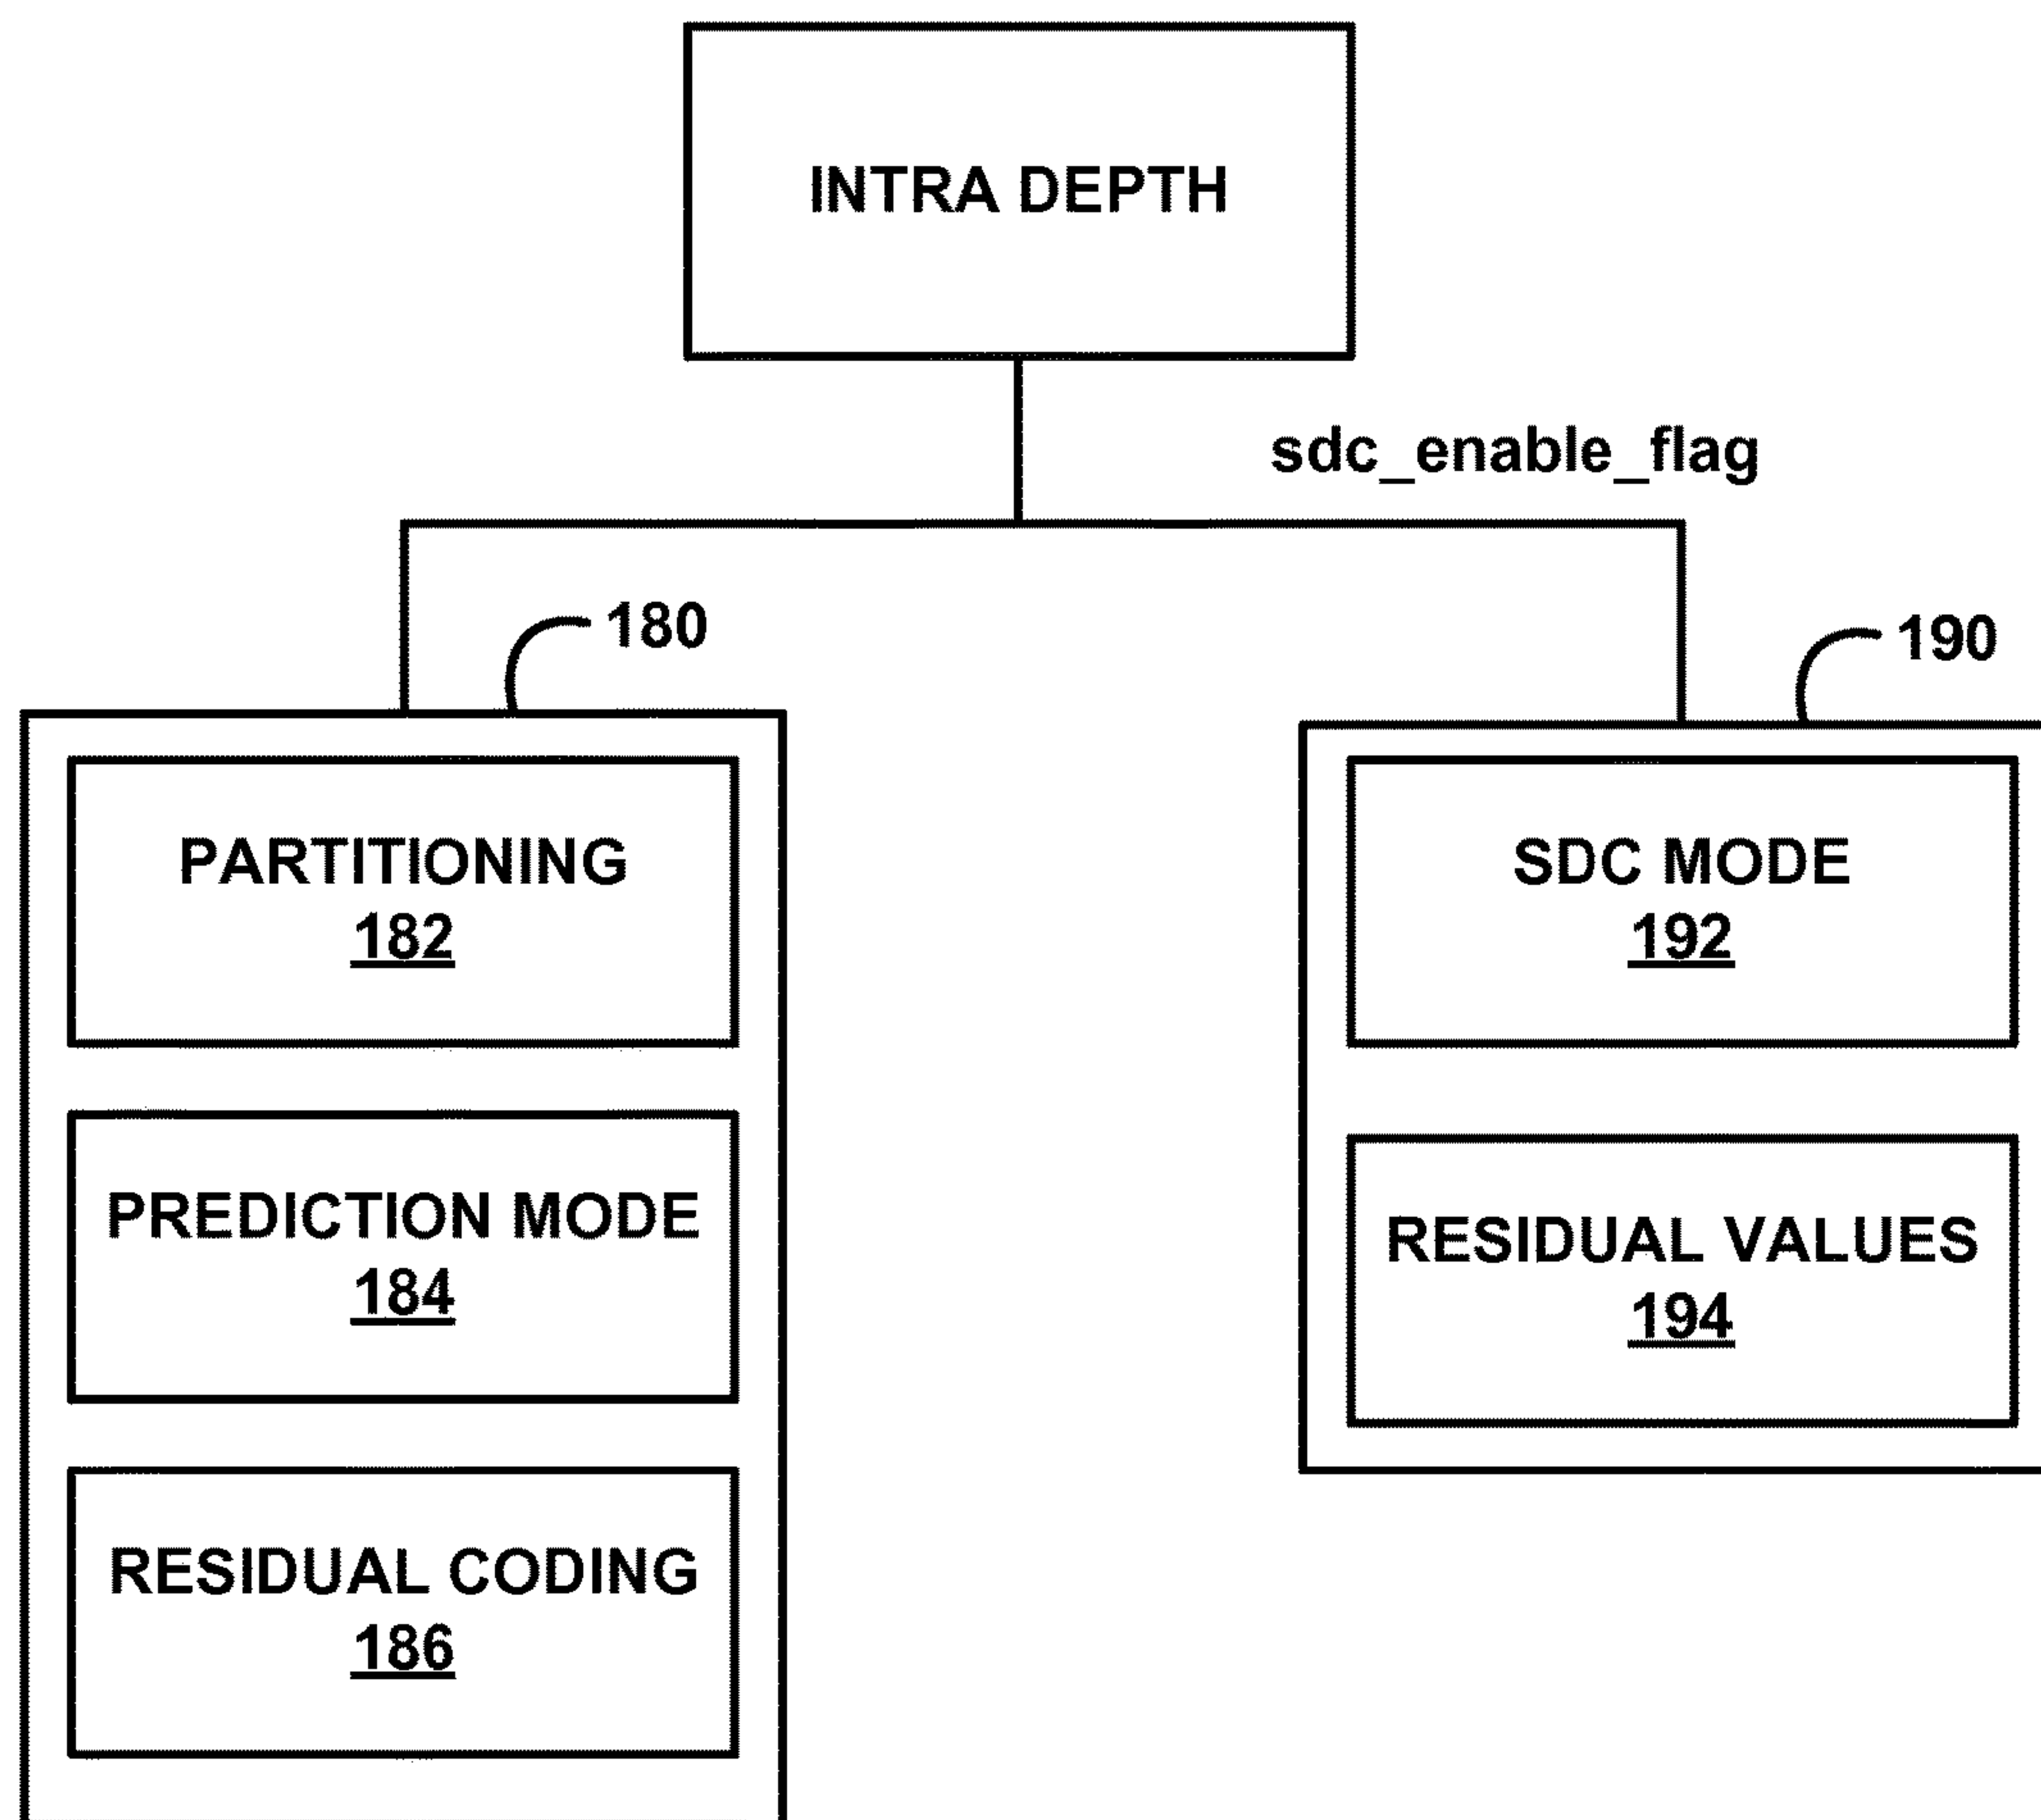 INTRA DEPTH
sdc_enable_flag
180
190
PARTITIONING
182
PREDICTION MODE
184
RESIDUAL CODING
186
SDC MODE
192
RESIDUAL VALUES
194